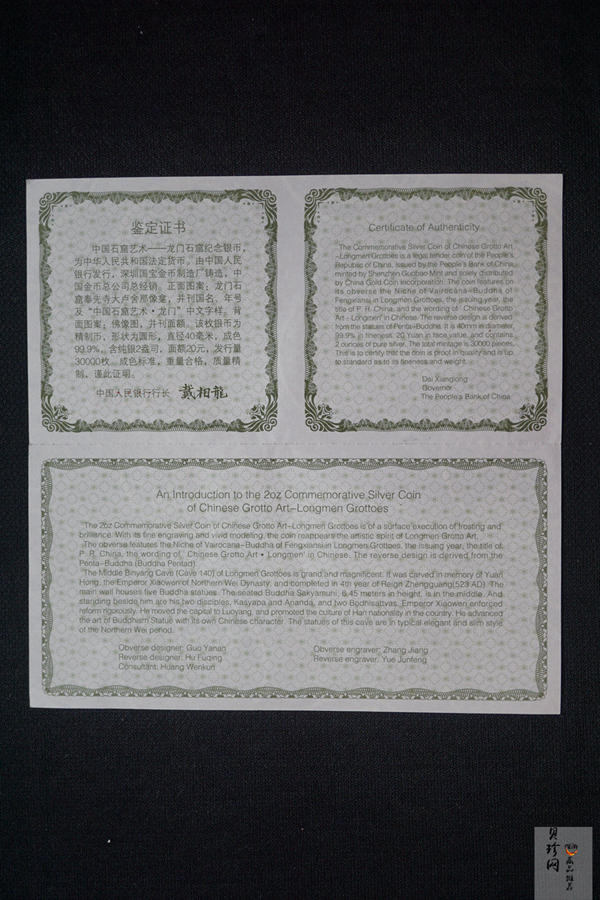 鉴定证书
中国石窟艺术——龙门石窟纪念银币,
为中华人民共和国法定货币。由中国人民
银行发行,深圳国宝金币制造厂铸造,中
国金币总公司总经销。正面图案:龙门石
窟奉先寺大卢舍那像龛,并刊国名、年号
及“中国石窟艺术·龙门”中文字样。背
面图案:佛像图,并刊面额。该枚银币为
精制币,形状为圆形,直径40毫米,成色
99.9%,含纯银2盎司,面额20元,发行量
30000枚。成色标准,重量合格,质量精
制,谨此证明。
中国人民银行行长 戴相龍
Certificate of Authenticity
The Commemorative Silver Coin of Chinese Grotto Art
-Longmen Grottoes is a legal tender coin of the People's
Republic of China, issued by the People's Bank of China,
minted by Shenzhen Guobao Mint and solely distributed
by China Gold Coin Incorporation. The coin features on
its obverse the Niche of Vairocana-Buddha of
Fengxiansi in Longmen Grottoes, the issuing year, the
title of P. R. China, and the wording of ' Chinese Grotto
Art • Longmen' in Chinese. The reverse design is derived
from the statues of Penta-Buddha. It is 40mm in diameter,
99.9% in fineness, 20 Yuan in face value, and contains
2 ounces of pure silver. The total mintage is 30000 pieces.
This is to certify that the coin is proof in quality and is up
to standard as to its fineness and weight.
Dai Xianglong
Governor
The People's Bank of China
An Introduction to the 2oz Commemorative Silver Coin
of Chinese Grotto Art-Longmen Grottoes
The 2oz Commemorative Silver Coin of Chinese Grotto Art-Longmen Grottoes is of a surface execution of frosting and
brilliance. With its fine engraving and vivid modeling, the coin reappears the artistic spirit of Longmen Grotto Art.
The obverse features the Niche of Vairocana-Buddha of Fengxiansi in Longmen Grottoes, the issuing year, the title of
P. R. China, the wording of ' Chinese Grotto Art • Longmen' in Chinese. The reverse design is derived from the
Penta-Buddha (Buddha Pentad).
The Middle Binyang Cave (Cave 140) of Longmen Grottoes is grand and magnificent. It was carved in memory of Yuan
Hong, the Emperor Xiaowen of Northern Wei Dynasty, and completed in 4th year of Reign Zhengguang(523 AD). The
main wall houses five Buddha statues. The seated Buddha Sakyamuni, 6.45 meters in height, is in the middle. And
standing beside him are his two disciples, Kasyapa and Ananda, and two Bodhisattvas. Emperor Xiaowen enforced
reform rigorously. He moved the capital to Luoyang, and promoted the culture of Han nationality in the country. He advanced
the art of Buddhism Statue with its own Chinese character. The statues of this cave are in typical elegant and slim style
of the Northern Wei period.
Obverse designer: Guo Yanan
Obverse engraver: Zhang Jiang
Reverse designer: Hu Fuqing
Reverse engraver: Yue Junfeng
Consultant: Huang Wenkun
贝珍网
藏品推荐